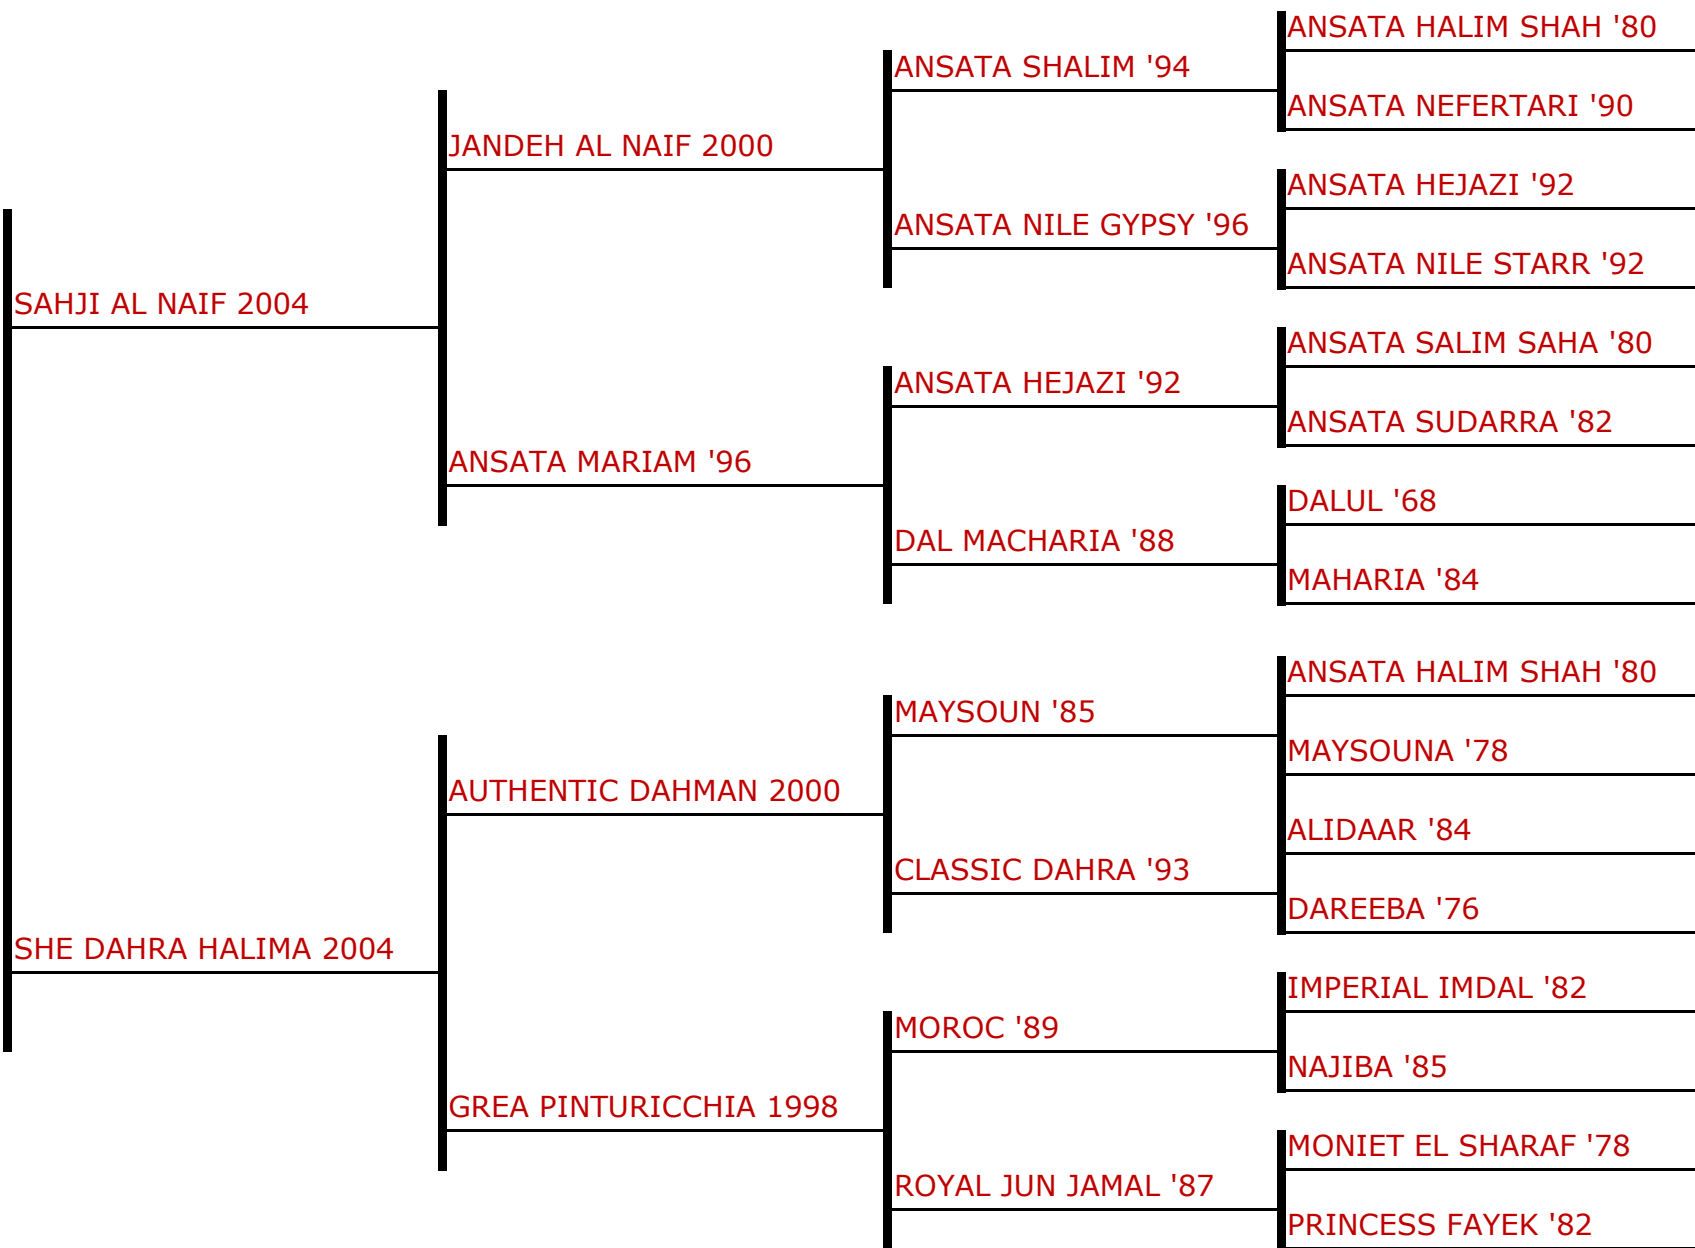 ANSATA HALIM SHAH '80
ANSATA SHALIM '94
ANSATA NEFERTARI '90
JANDEH AL NAIF 2000
ANSATA HEJAZI '92
ANSATA NILE GYPSY '96
ANSATA NILE STARR '92
SAHJI AL NAIF 2004
ANSATA SALIM SAHA '80
ANSATA HEJAZI '92
ANSATA SUDARRA '82
ANSATA MARIAM '96
DALUL '68
DAL MACHARIA '88
MAHARIA '84
ANSATA HALIM SHAH '80
MAYSOUN '85
MAYSOUNA '78
AUTHENTIC DAHMAN 2000
ALIDAAR '84
CLASSIC DAHRA '93
DAREEBA '76
SHE DAHRA HALIMA 2004
IMPERIAL IMDAL '82
MOROC '89
NAJIBA '85
GREA PINTURICCHIA 1998
MONIET EL SHARAF '78
ROYAL JUN JAMAL '87
PRINCESS FAYEK '82